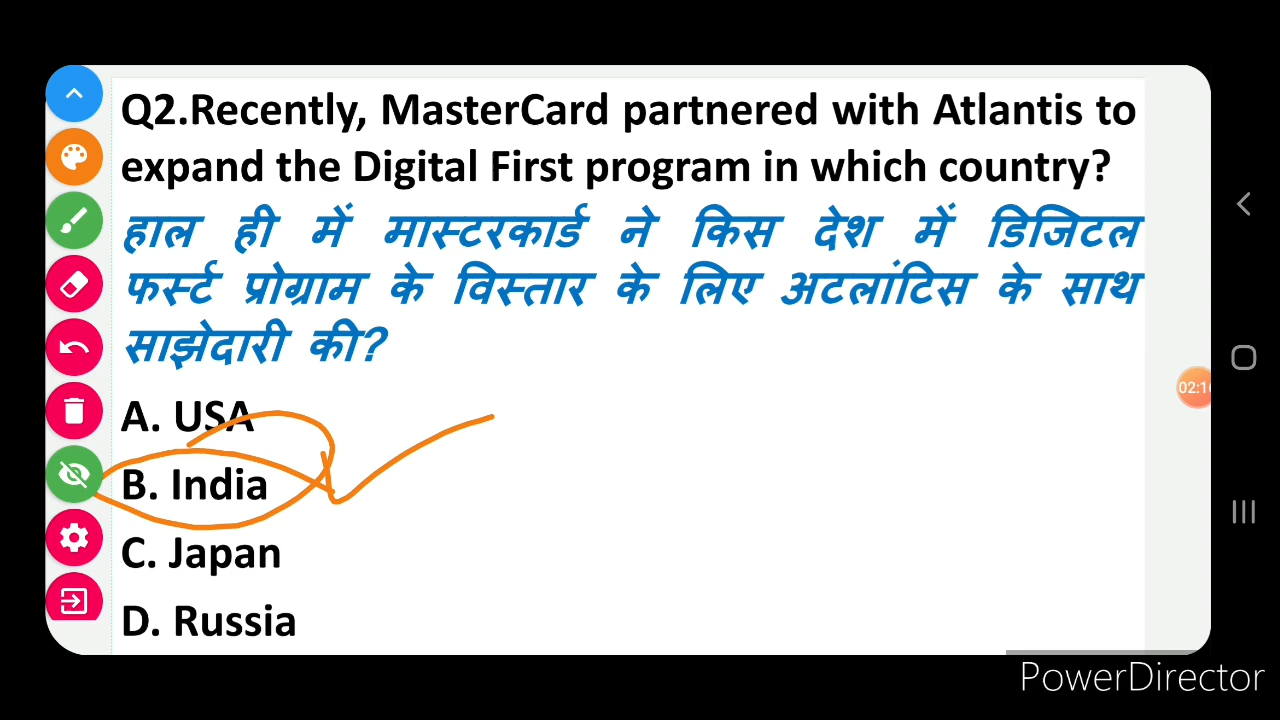 Q2.Recently, MasterCard partnered with Atlantis to
expand the Digital First program in which country?
हाल ही में मास्टरकार्ड ने किस देश में डिजिटल
फर्स्ट प्रोग्राम के विस्तार के लिए अटलांटिस के साथ
साझेदारी की?
A. USA
B. India
C. Japan
D. Russia
PowerDirector